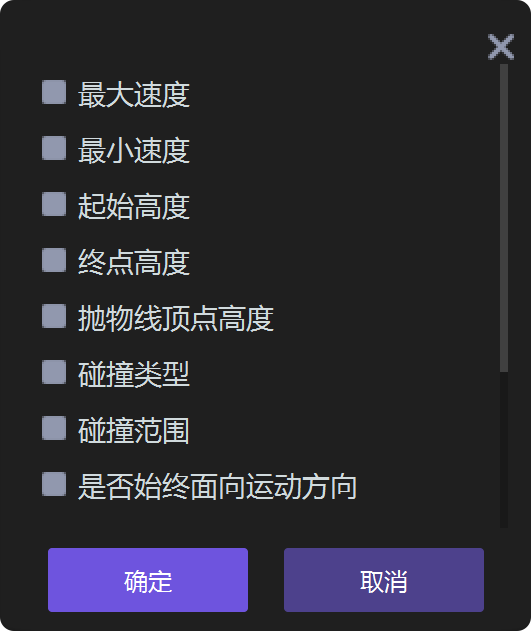 最大速度
最小速度
起始高度
终点高度
抛物线顶点高度
碰撞类型
碰撞范围
是否始终面向运动方向
确定 取消